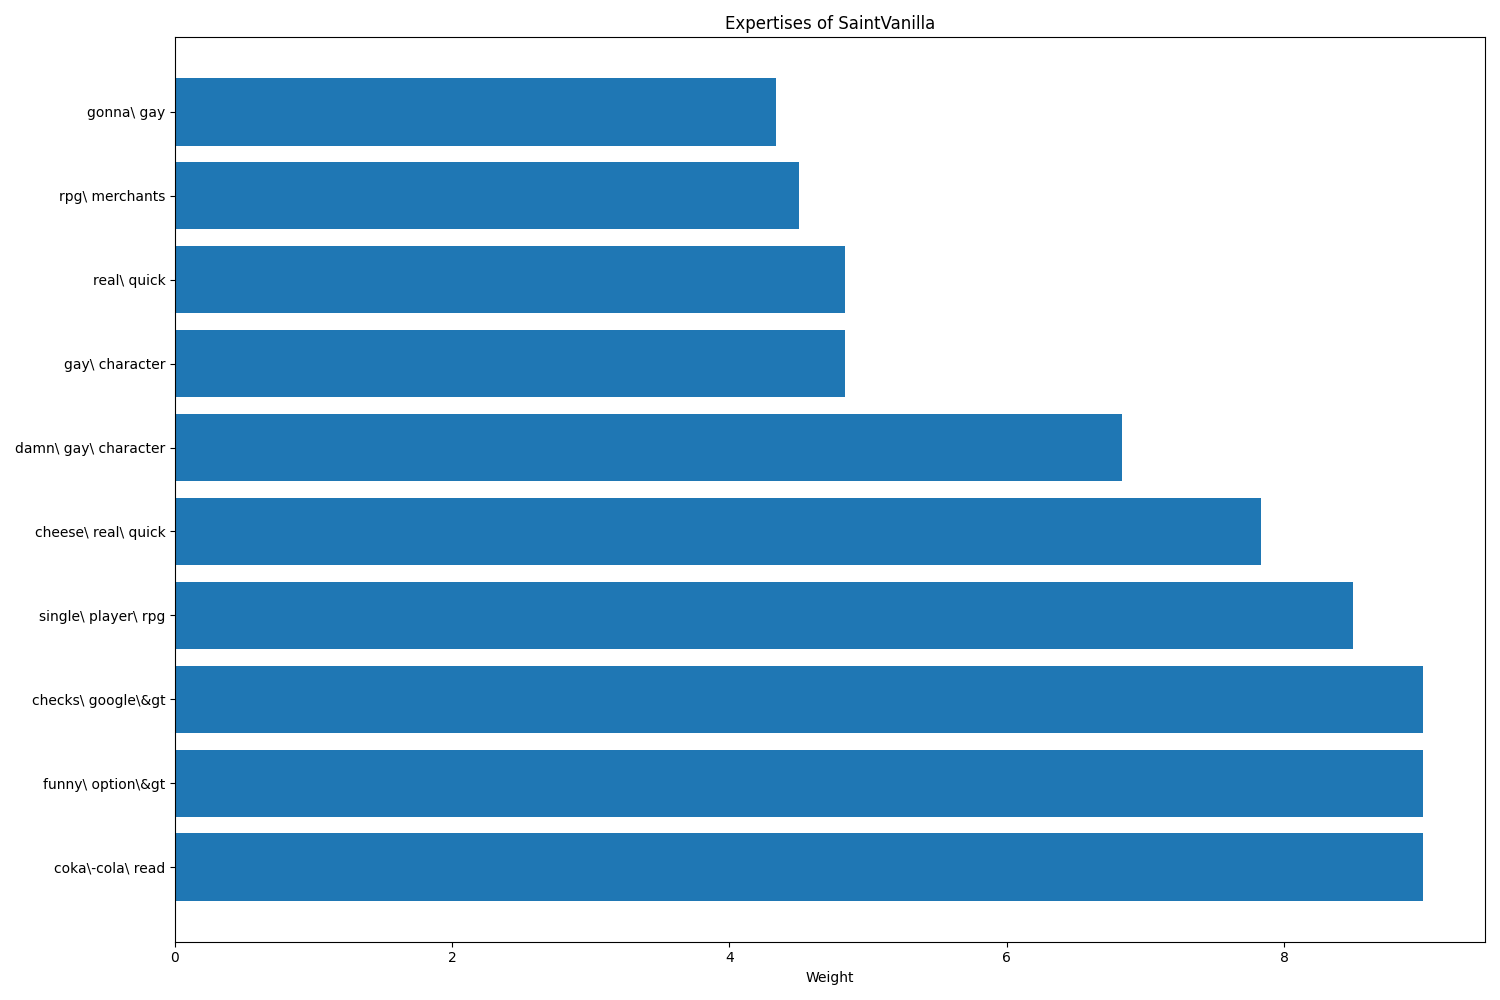 Expertises of SaintVanilla
gonna\ gay
rpg\ merchants
real\ quick
gay\ character
damn\ gay\ character
cheese\ real\ quick
single\ player\ rpg
checks\ google\&gt
funny\ option\&gt
coka\-cola\ read
0 2 4 6 8
Weight